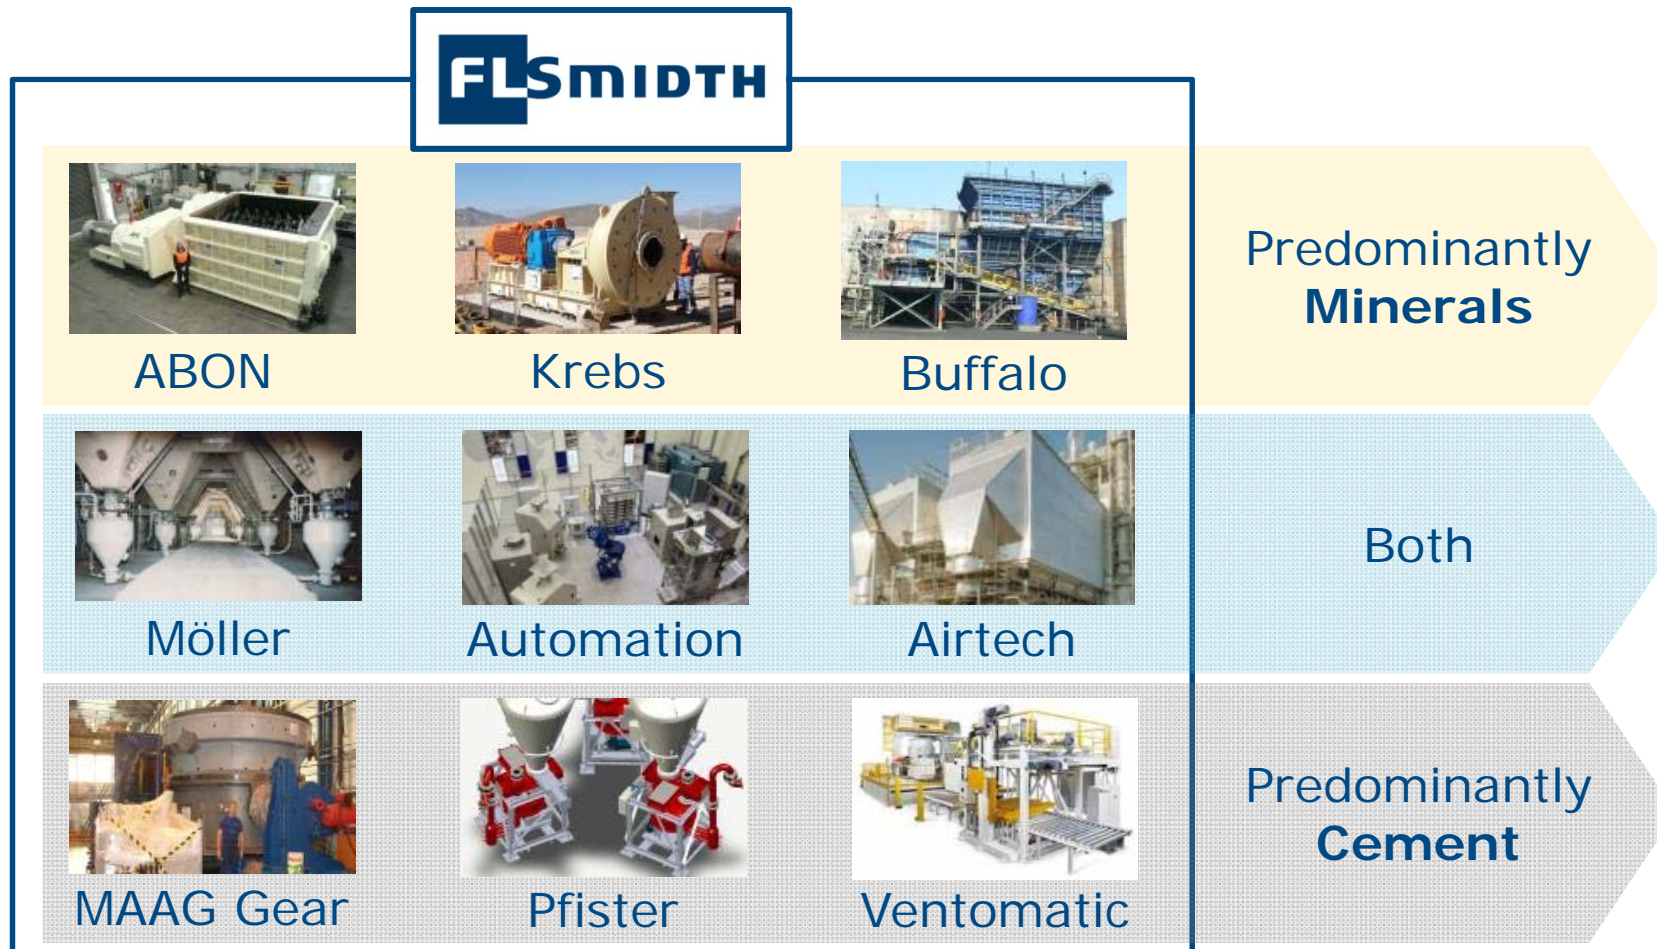 FLSMIDTH
ABON
Krebs
Buffalo
Predominantly
Minerals
Möller
Automation
Airtech
Both
MAAG Gear
Pfister
Ventomatic
Predominantly
Cement